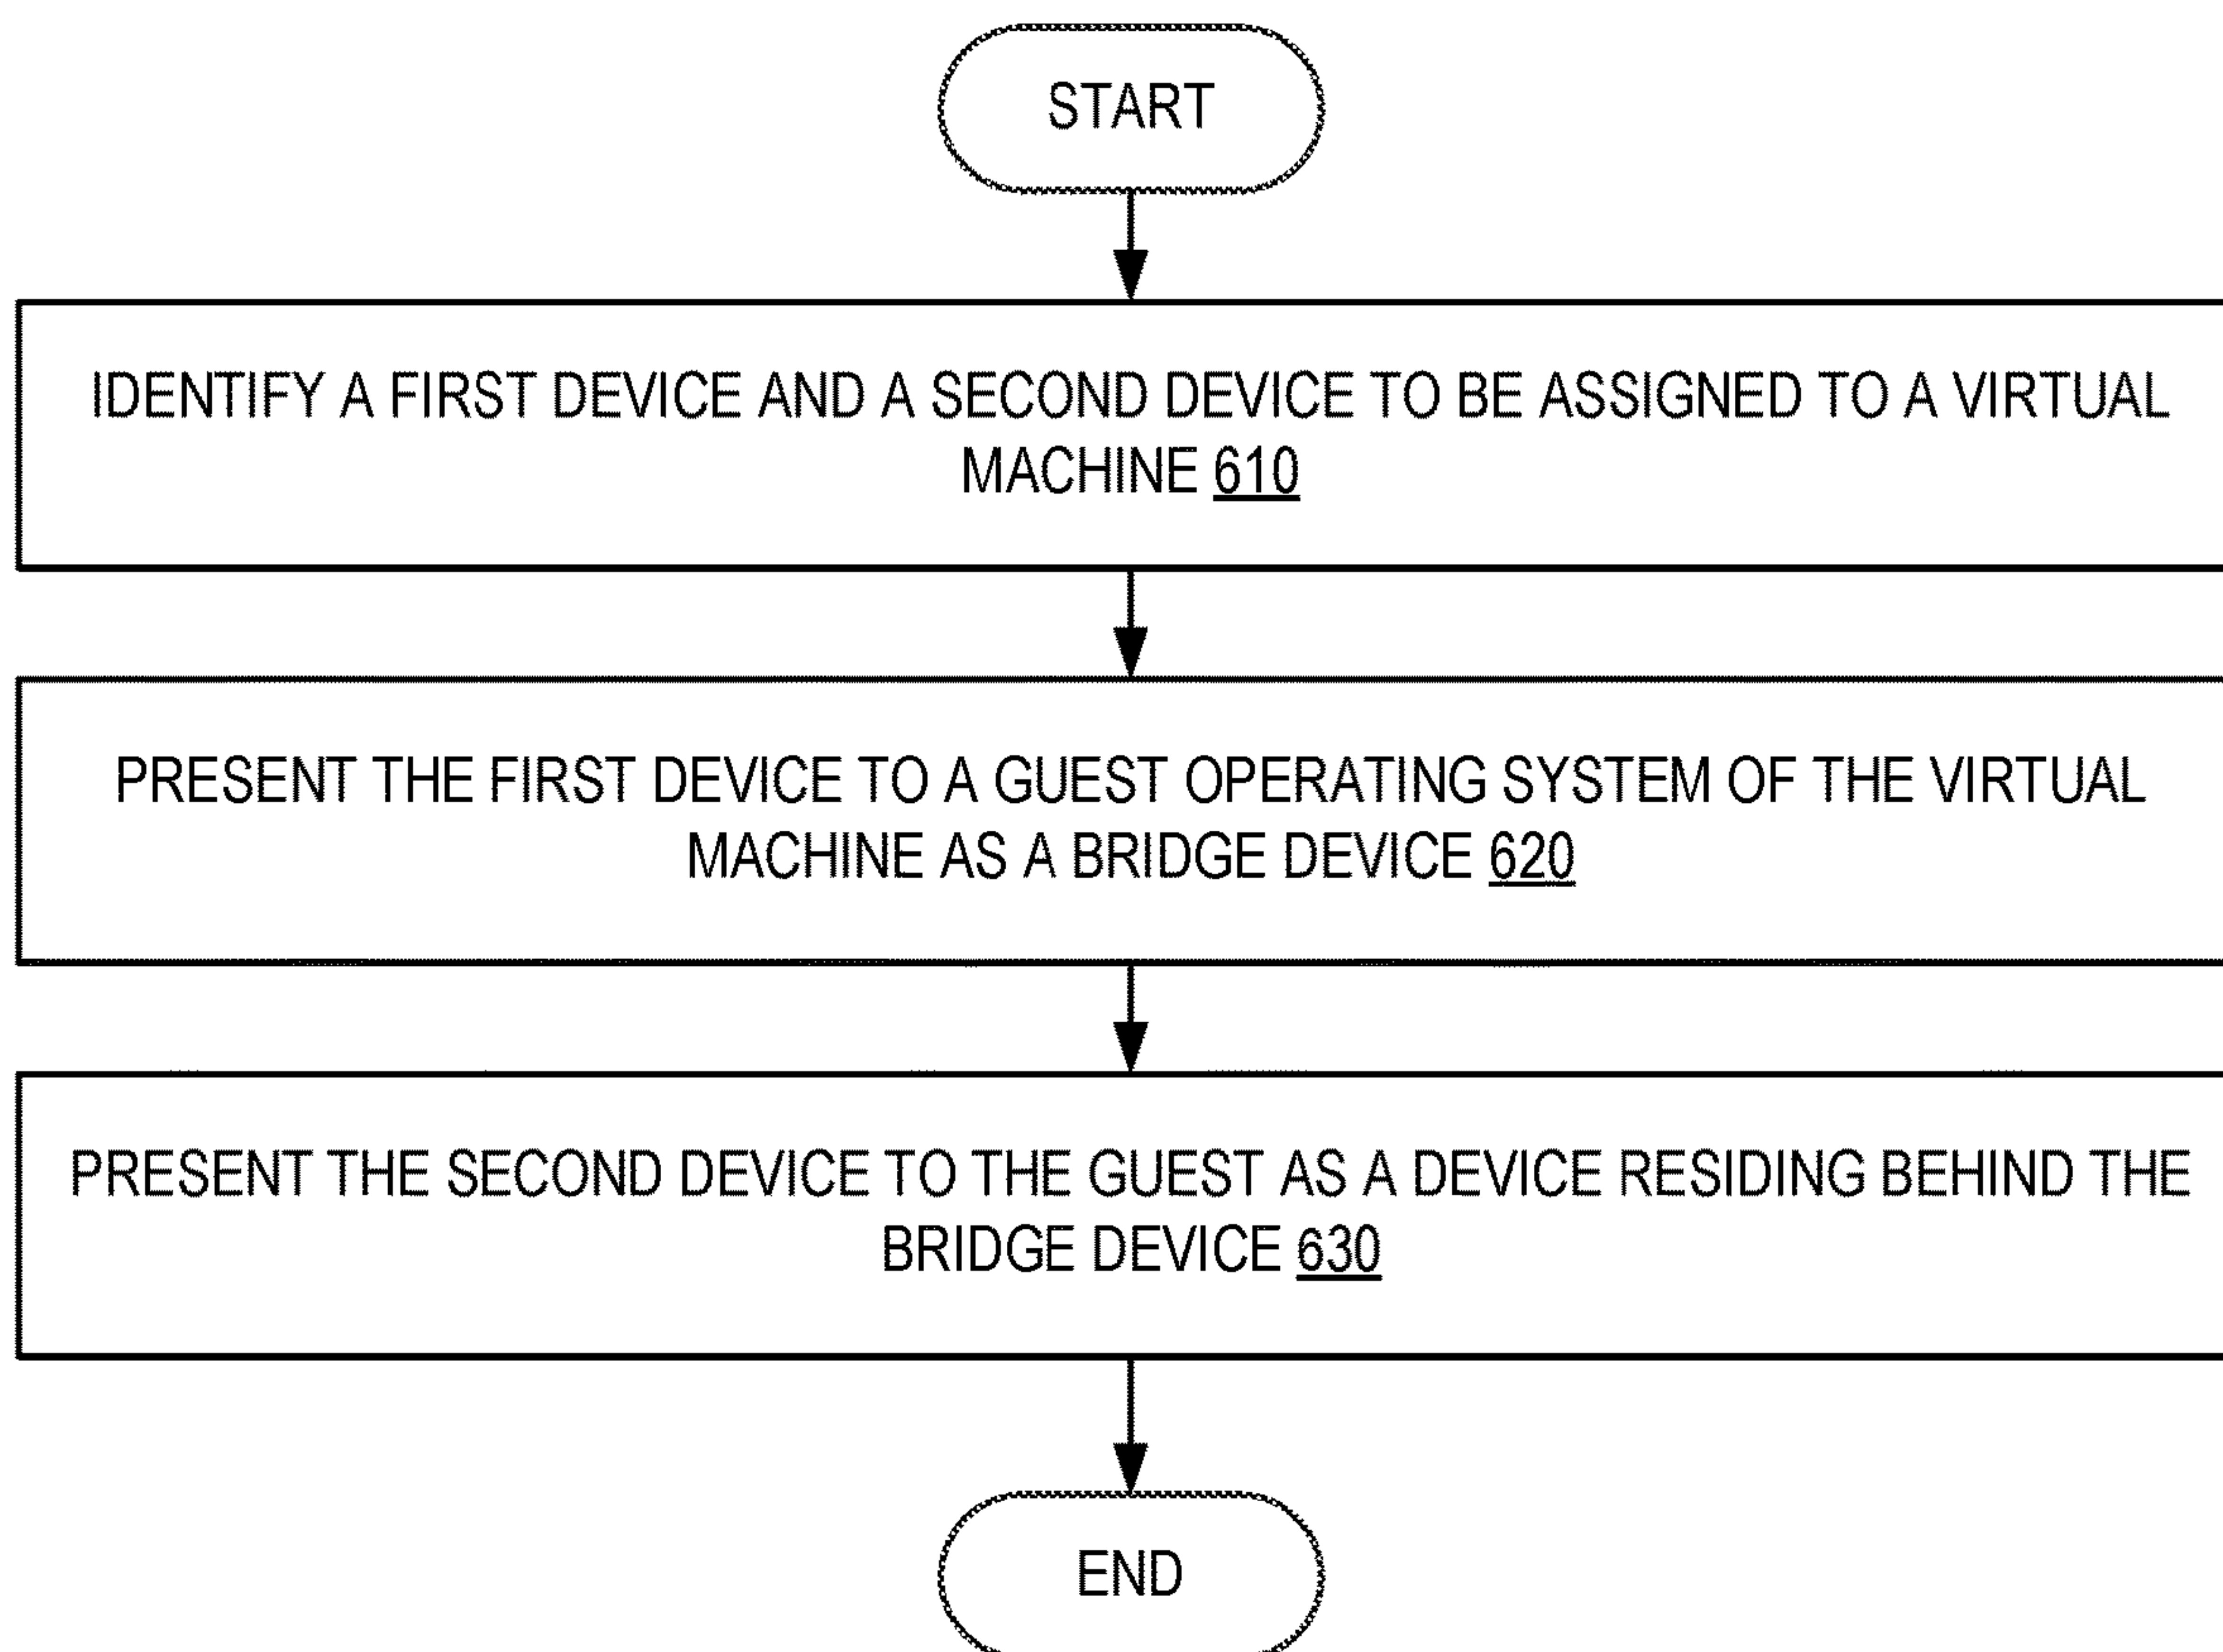 START
IDENTIFY A FIRST DEVICE AND A SECOND DEVICE TO BE ASSIGNED TO A VIRTUAL
MACHINE 610
PRESENT THE FIRST DEVICE TO A GUEST OPERATING SYSTEM OF THE VIRTUAL
MACHINE AS A BRIDGE DEVICE 620
PRESENT THE SECOND DEVICE TO THE GUEST AS A DEVICE RESIDING BEHIND THE
BRIDGE DEVICE 630
END